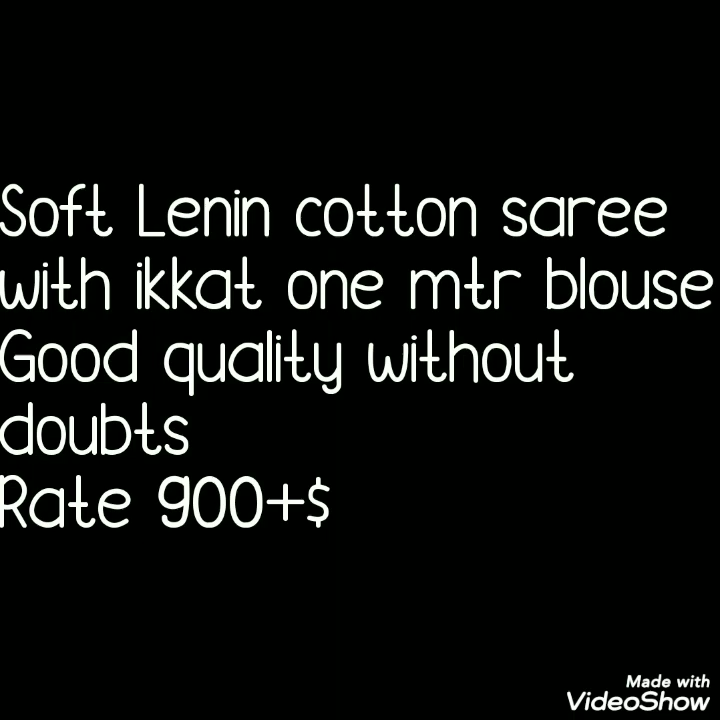 Soft Lenin cotton saree
with ikkat one mtr blouse
Good quality without
doubts
Rate 900+$
Made with
VideoShow